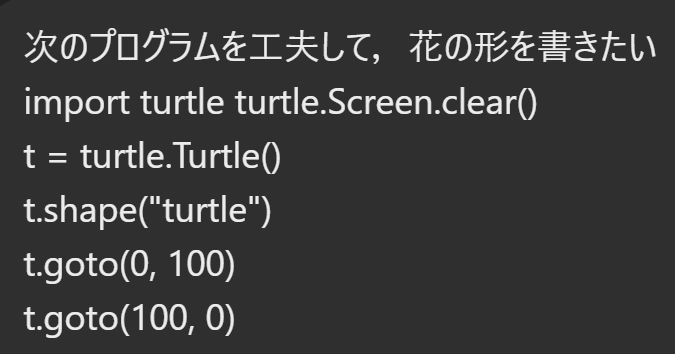 次のプログラムを工夫して，花の形を書きたい
import turtle turtle.Screen.clear()
t = turtle.Turtle()
t.shape("turtle")
t.goto(0, 100)
t.goto(100, 0)